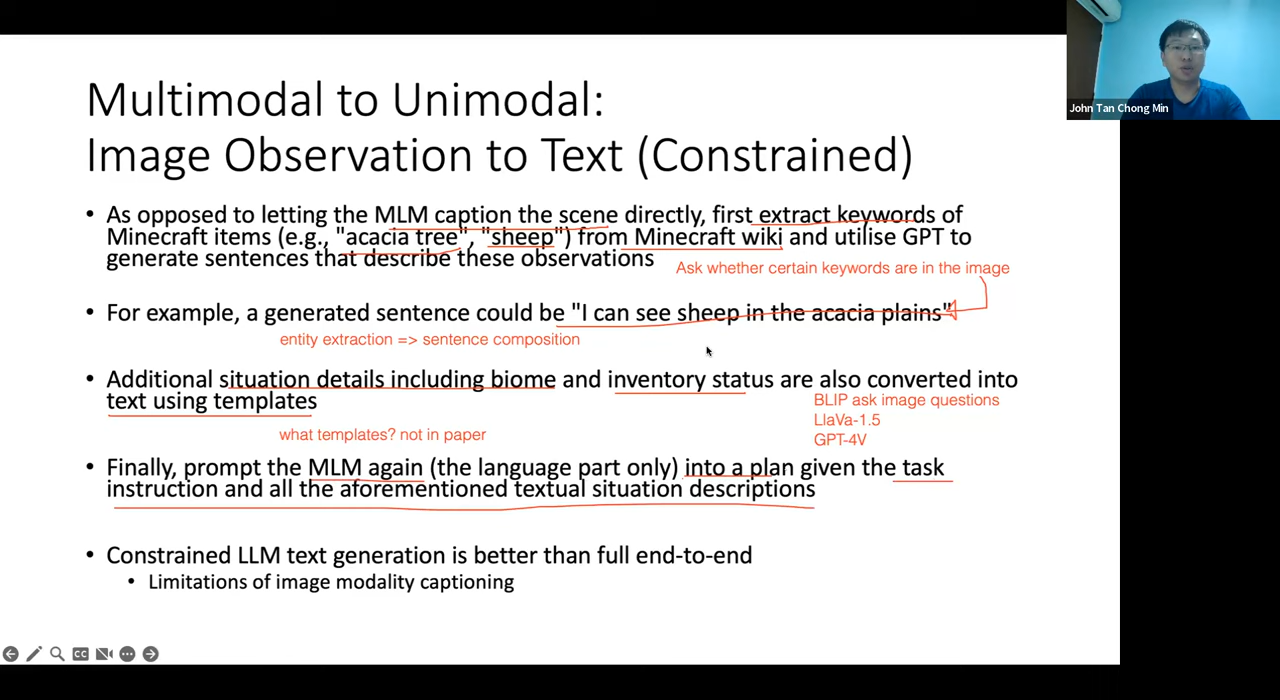 John Tan Chong Min
Multimodal to Unimodal:
Image Observation to Text (Constrained)
• As opposed to letting the MLM caption the scene directly, first extract keywords of
Minecraft items (e.g., "acacia tree", "sheep") from Minecraft wiki and utilise GPT to
generate sentences that describe these observations
Ask whether certain keywords are in the image
• For example, a generated sentence could be "I can see sheep in the acacia plains"
entity extraction => sentence composition
• Additional situation details including biome and inventory status are also converted into
text using templates
BLIP ask image questions
LlaVa-1.5
GPT-4V
what templates? not in paper
• Finally, prompt the MLM again (the language part only) into a plan given the task
instruction and all the aforementioned textual situation descriptions
• Constrained LLM text generation is better than full end-to-end
• Limitations of image modality captioning
CC